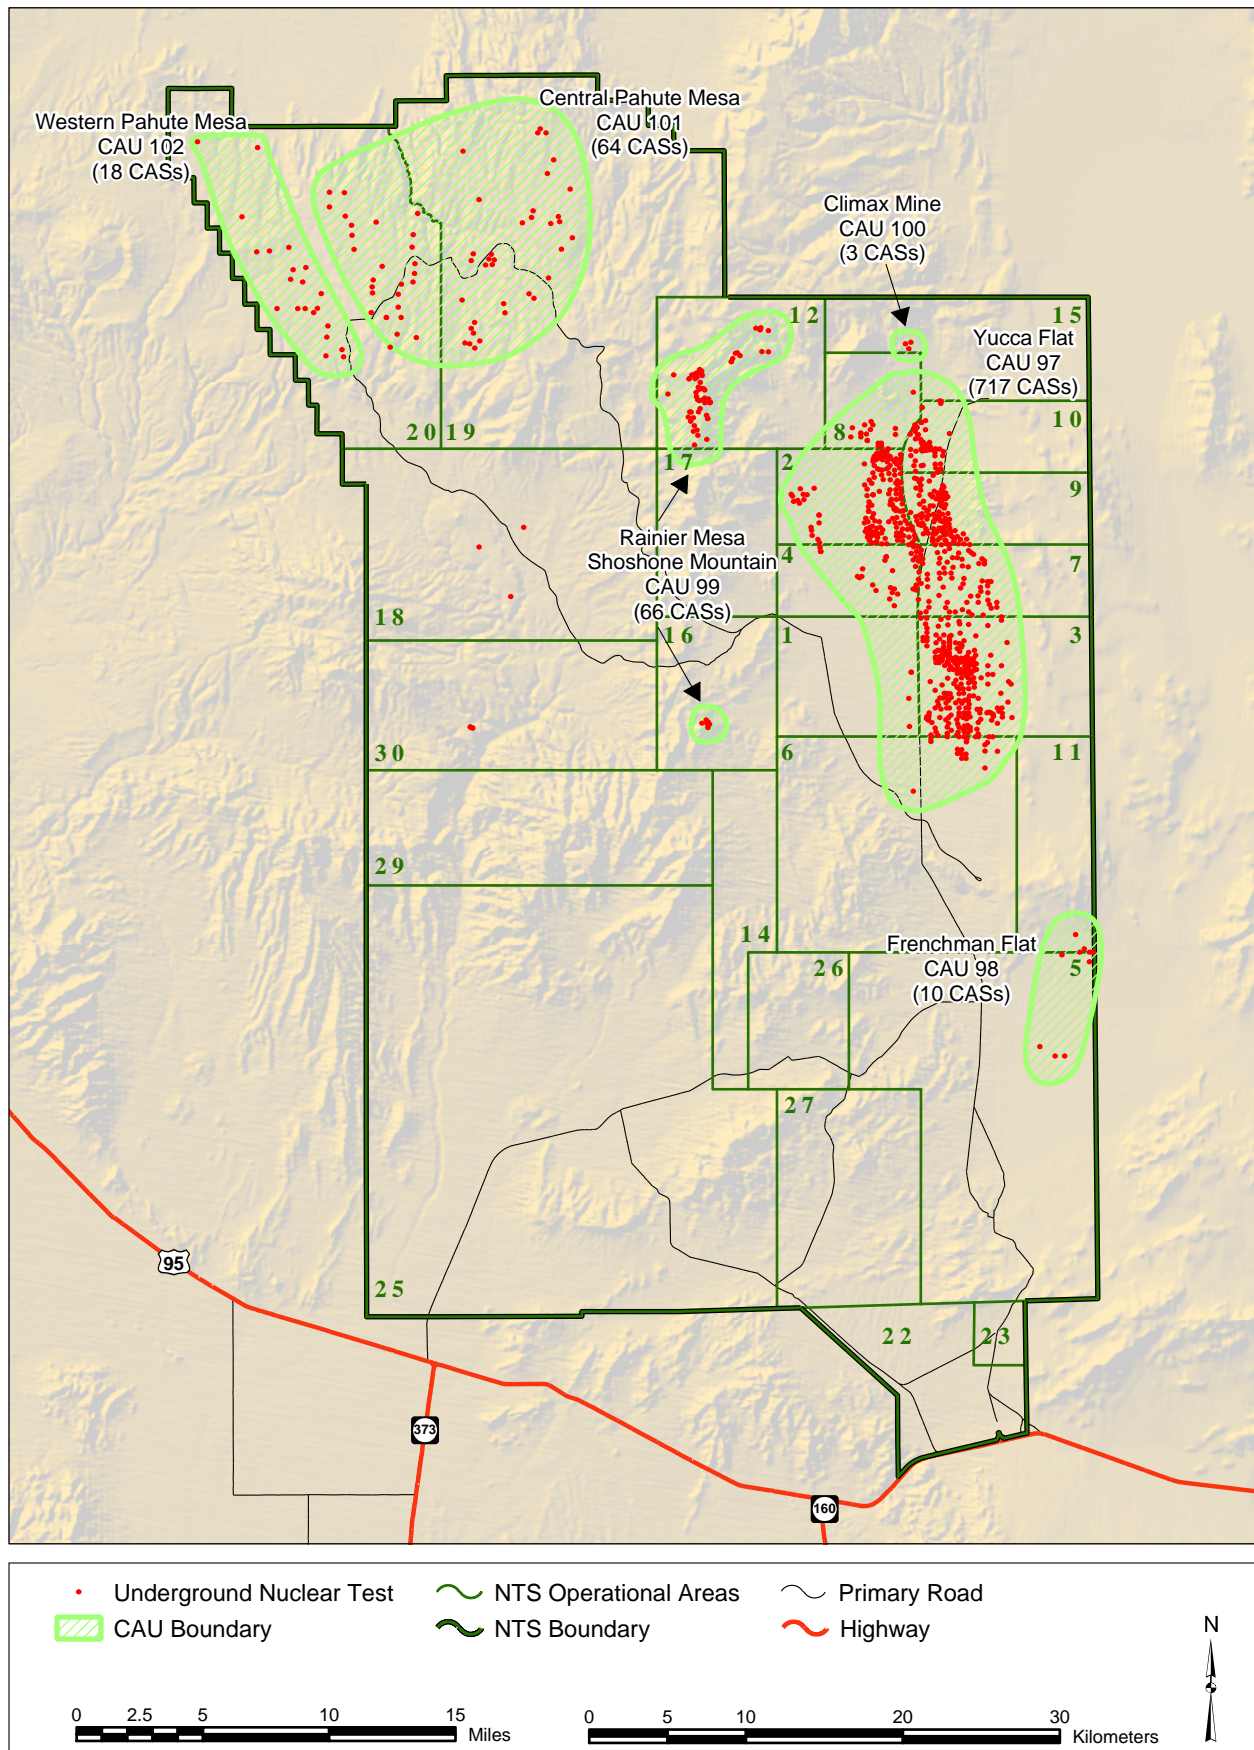 Central Pahute Mesa
CAU 101
(64 CASs)
Western Pahute Mesa
CAU 102
(18 CASs)
Climax Mine
CAU 100
(3 CASs)
12
15
Yucca Flat
CAU 97
(717 CASs)
10
20
19
8
17
2
9
Rainier Mesa
Shoshone Mountain
CAU 99
(66 CASs)
4
7
18
16
1
3
30
6
11
29
14
26
Frenchman Flat
CAU 98
(10 CASs)
5
27
95
25
22
23
373
160
Underground Nuclear Test
NTS Operational Areas
Primary Road
CAU Boundary
NTS Boundary
Highway
N
0 2.5 5 10 15
Miles
0 5 10 20 30
Kilometers